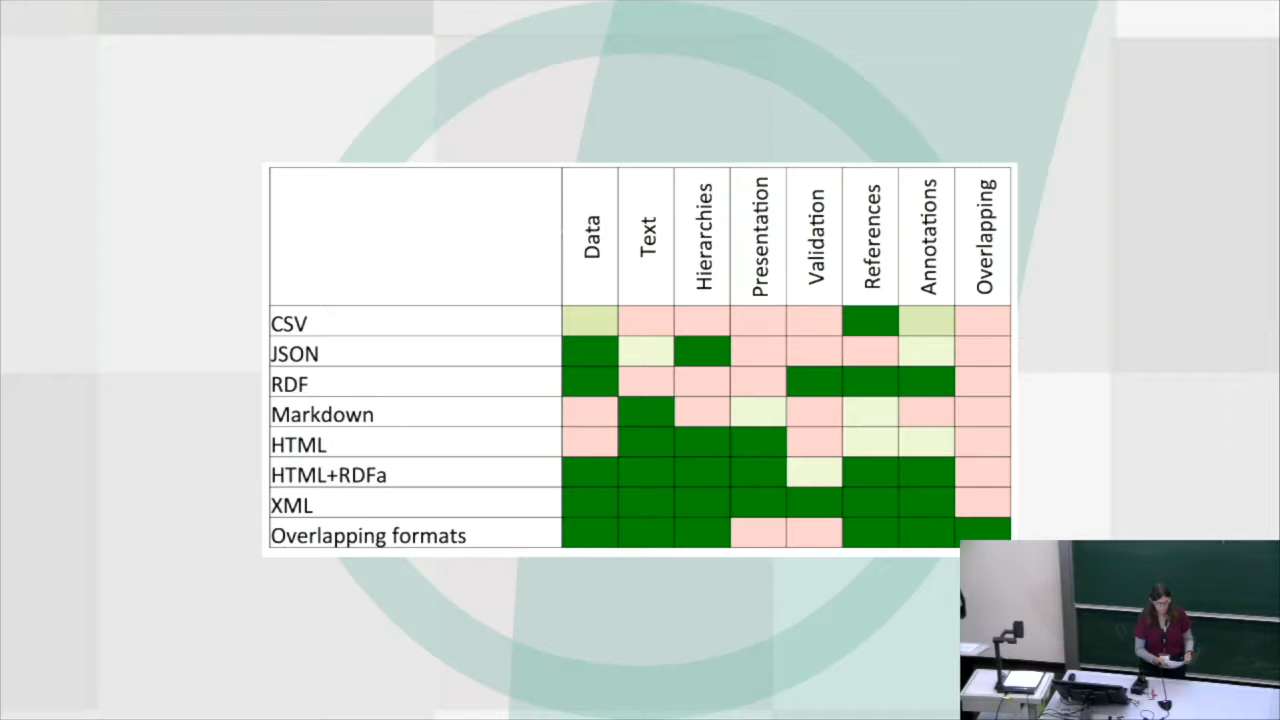 Data
Text
Hierarchies
Presentation
Validation
References
Annotations
Overlapping
CSV
JSON
RDF
Markdown
HTML
HTML+RDFa
XML
Overlapping formats